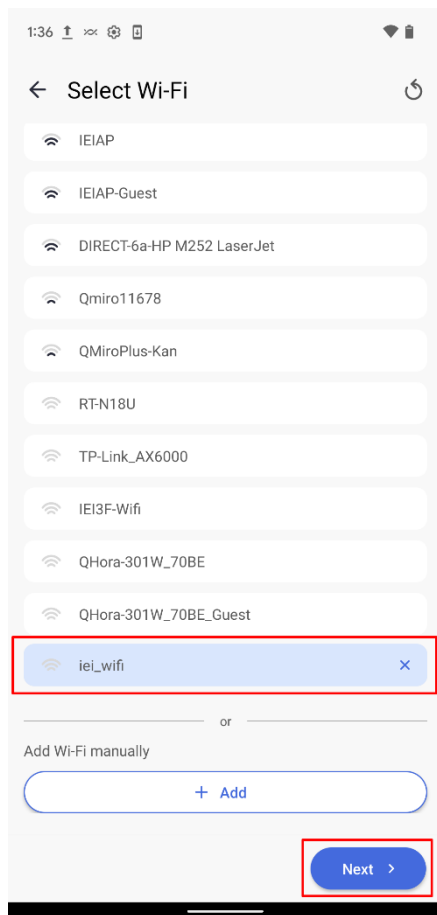 1:36
Select Wi-Fi
IEIAP
IEIAP-Guest
DIRECT-6a-HP M252 LaserJet
Qmiro11678
QMiroPlus-Kan
RT-N18U
TP-Link_AX6000
IEI3F-Wifi
QHora-301W_70BE
QHora-301W_70BE_Guest
iei_wifi
or
Add Wi-Fi manually
+ Add
Next